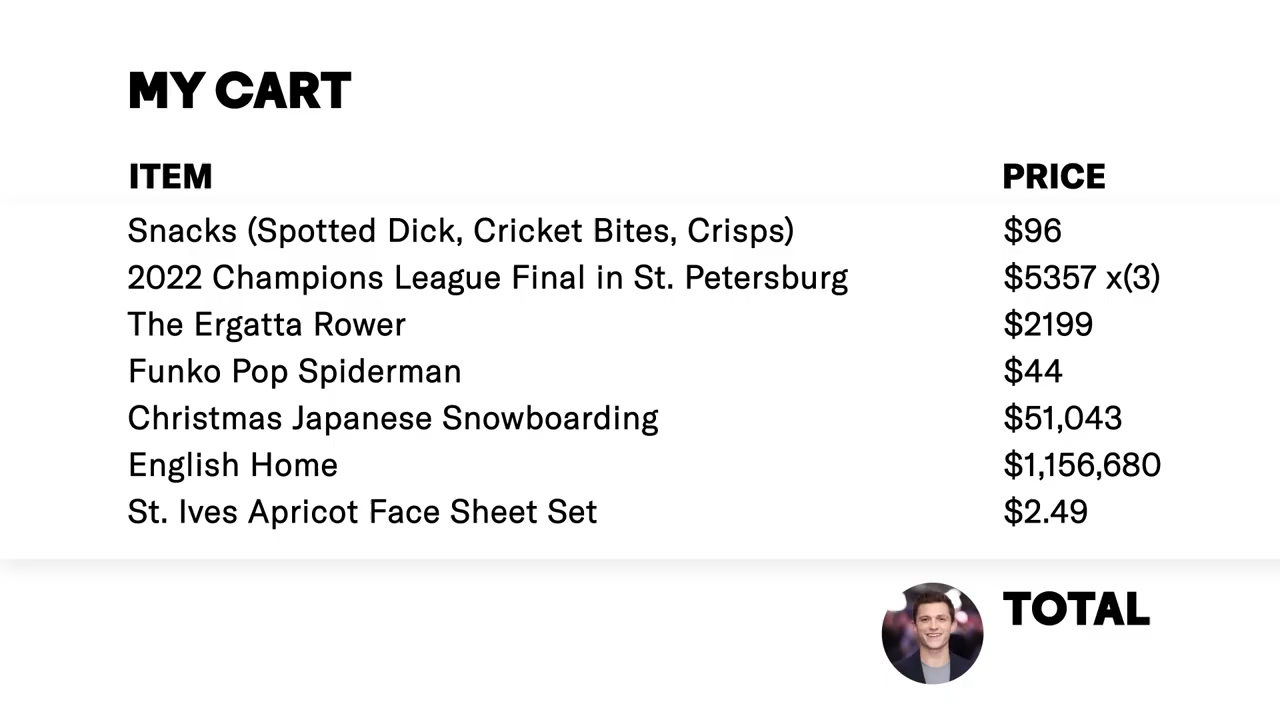 MY CART
ITEM PRICE
Snacks (Spotted Dick, Cricket Bites, Crisps) $96
2022 Champions League Final in St. Petersburg $5357 x(3)
The Ergatta Rower $2199
Funko Pop Spiderman $44
Christmas Japanese Snowboarding $51,043
English Home $1,156,680
St. Ives Apricot Face Sheet Set $2.49
TOTAL